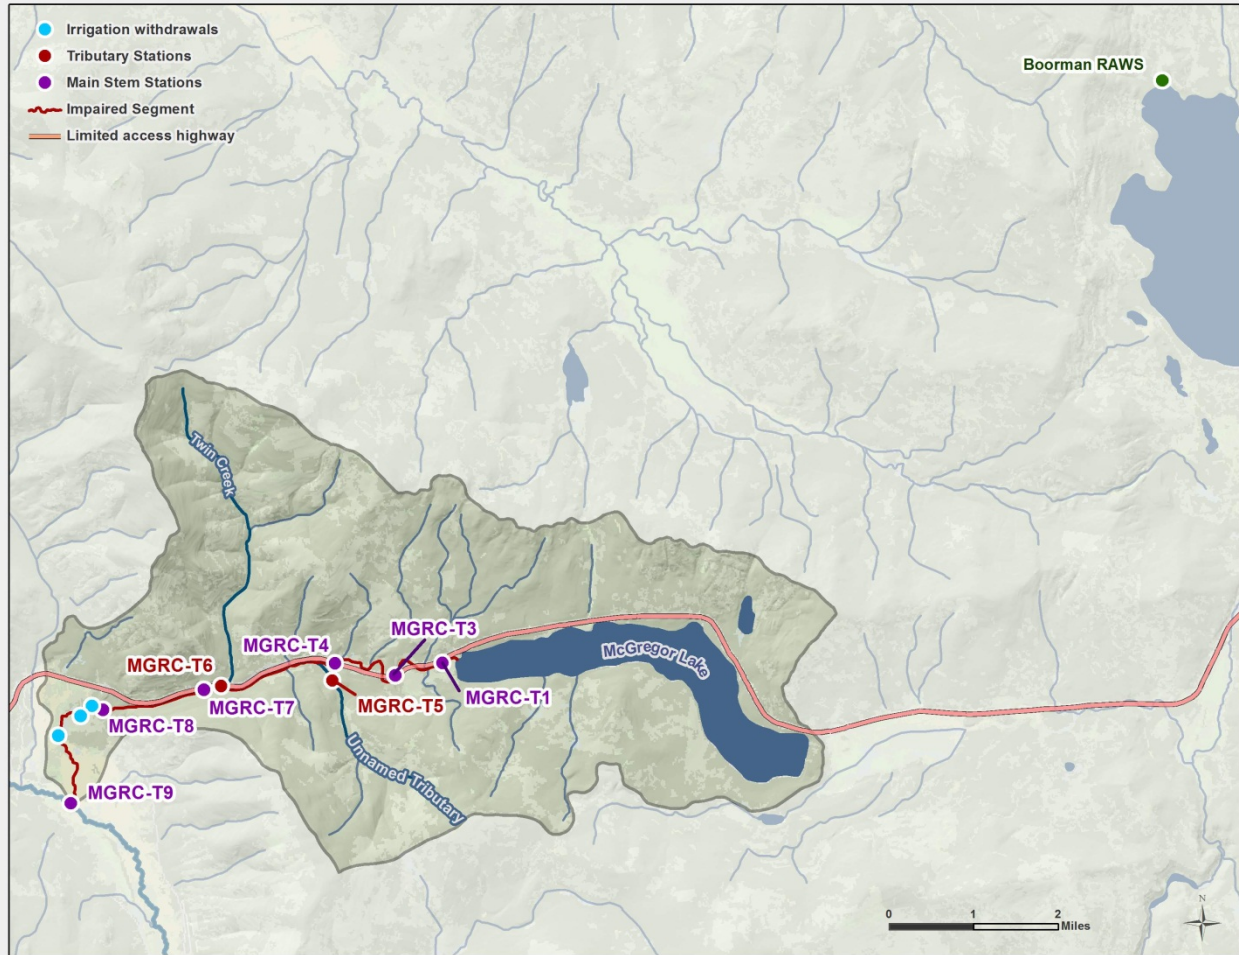 Irrigation withdrawals
Tributary Stations
Main Stem Stations
Impaired Segment
Limited access highway
Boorman RAWS
Twin Creek
MGRC-T3
MGRC-T4
McGregor Lake
MGRC-T6
MGRC-T1
MGRC-T7
MGRC-T5
MGRC-T8
Unnamed Tributary
MGRC-T9
N
0 1 2
Miles